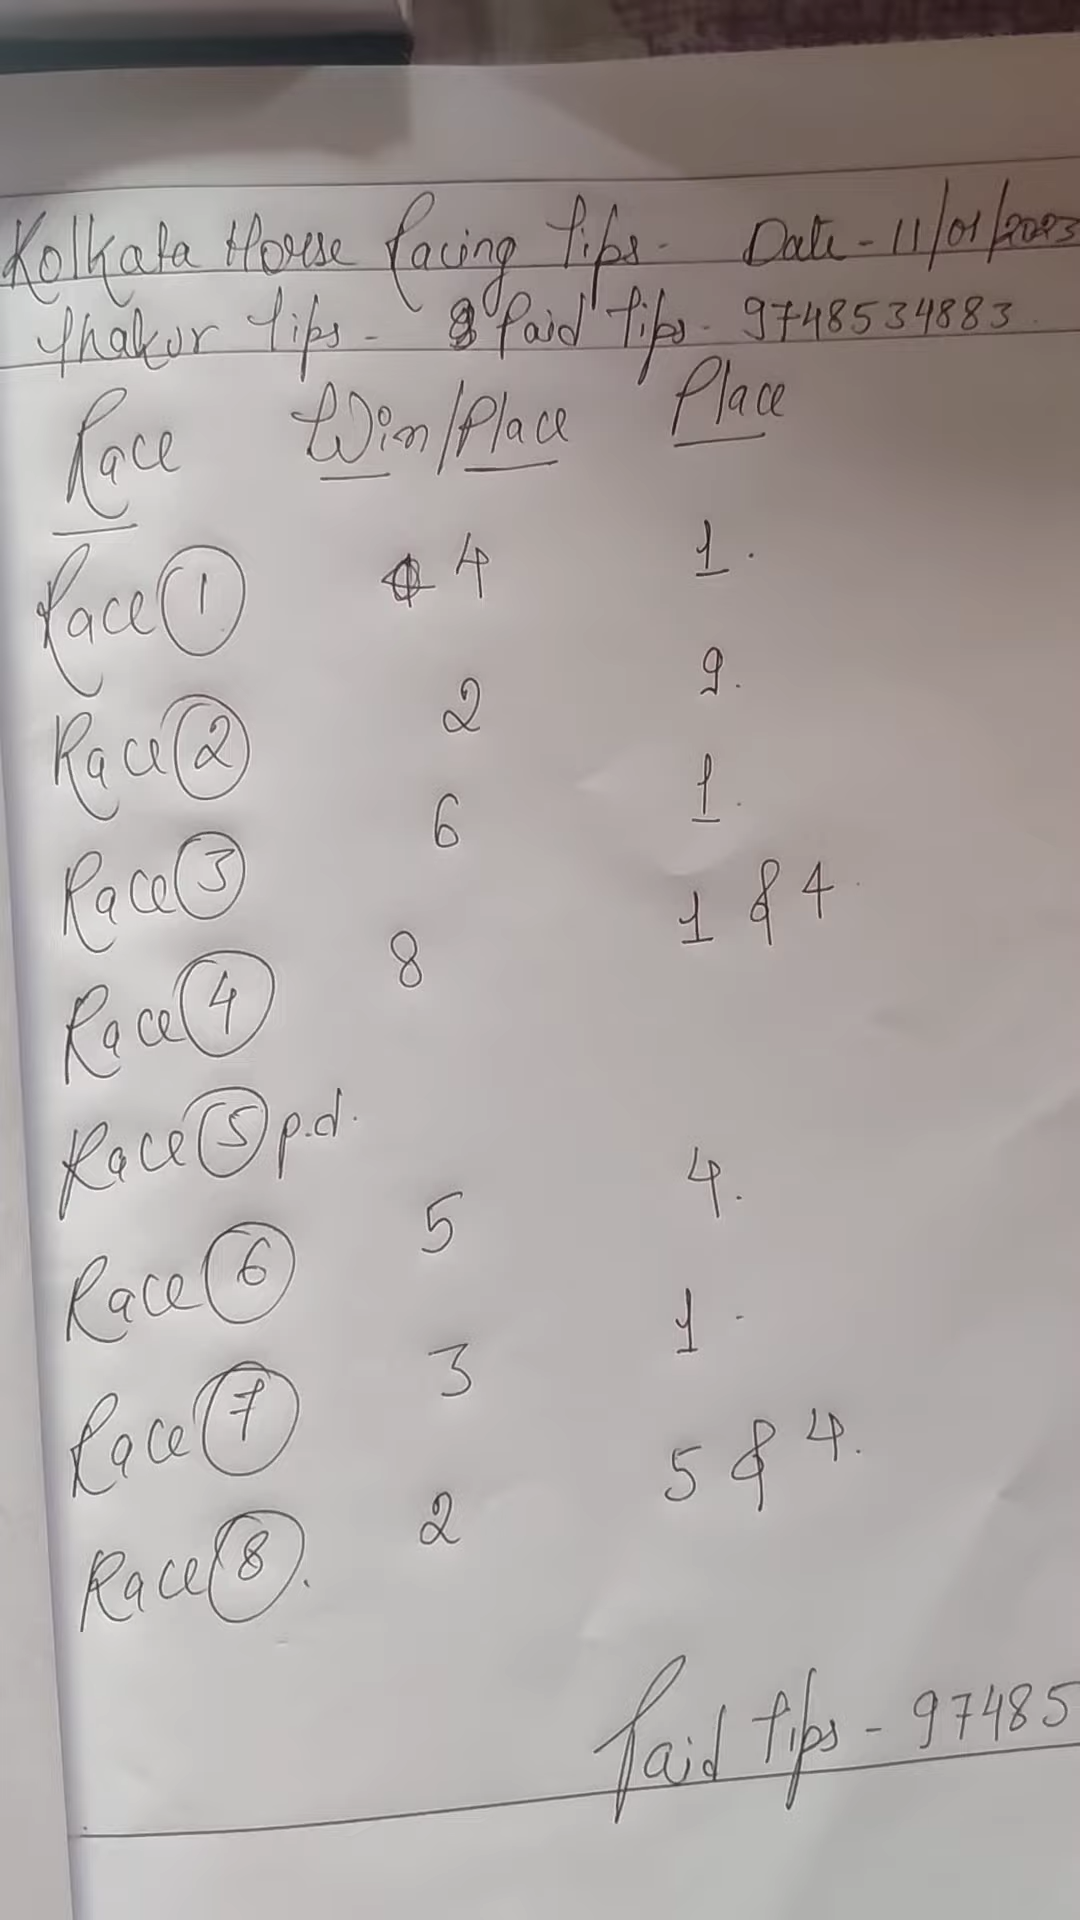 Kolkata Horse Racing Tips - Date - 11/01/2023
Thakur Tips - Paid Tips - 9748534883
Race Win/Place Place
Race 1 4 1.
Race 2 2 9.
Race 3 6 1.
Race 4 8 1 & 4.
Race 5 p.d.
Race 6 5 4.
Race 7 3 1.
Race 8. 2 5 & 4.
Paid Tips - 97485